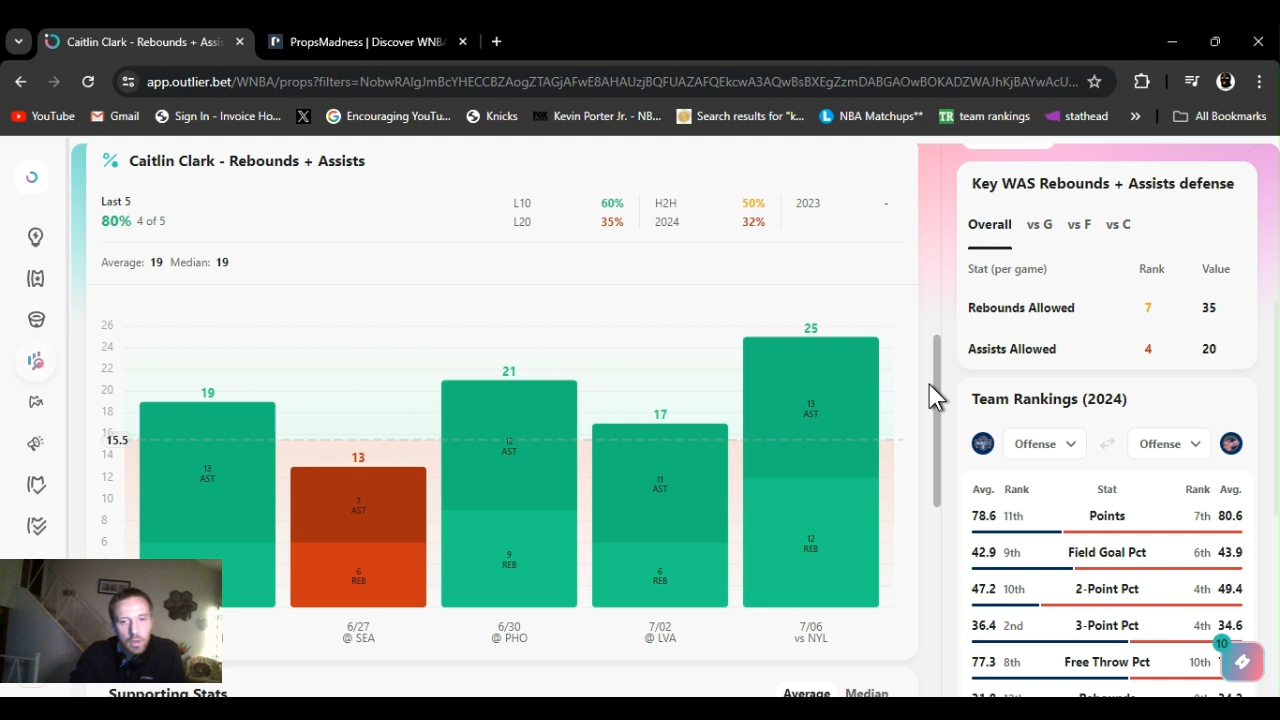 Caitlin Clark - Rebounds + Assis
PropsMadness | Discover WNBA
app.outlier.bet/WNBA/props?filters=NobwRAlgJmBcYHECCBZAogZTAGjAFwE8AHAUzjBQFUAZAFQEkcwA3AQwBsBXEgZzmDABGAOwBOKADZWAJhKjBAYwAcU...
YouTube
Gmail
Sign In - Invoice Ho...
Encouraging YouTu...
Knicks
Kevin Porter Jr. - NB...
Search results for "k...
NBA Matchups**
TR team rankings
stathead
»
All Bookmarks
Caitlin Clark - Rebounds + Assists
Last 5
80% 4 of 5
L10 60% H2H 50% 2023 -
L20 35% 2024 32%
Average: 19 Median: 19
26
24
22
20
18
16
15.5
14
12
10
8
6
19
13
AST
13
7
AST
6
REB
21
12
AST
9
REB
17
11
AST
6
REB
25
13
AST
12
REB
6/27
@ SEA
6/30
@ PHO
7/02
@ LVA
7/06
vs NYL
Supporting Stats
Average Median
Key WAS Rebounds + Assists defense
Overall vs G vs F vs C
Stat (per game) Rank Value
Rebounds Allowed 7 35
Assists Allowed 4 20
Team Rankings (2024)
Offense Offense
Avg. Rank Stat Rank Avg.
78.6 11th Points 7th 80.6
42.9 9th Field Goal Pct 6th 43.9
47.2 10th 2-Point Pct 4th 49.4
36.4 2nd 3-Point Pct 4th 34.6
77.3 8th Free Throw Pct 10th
10